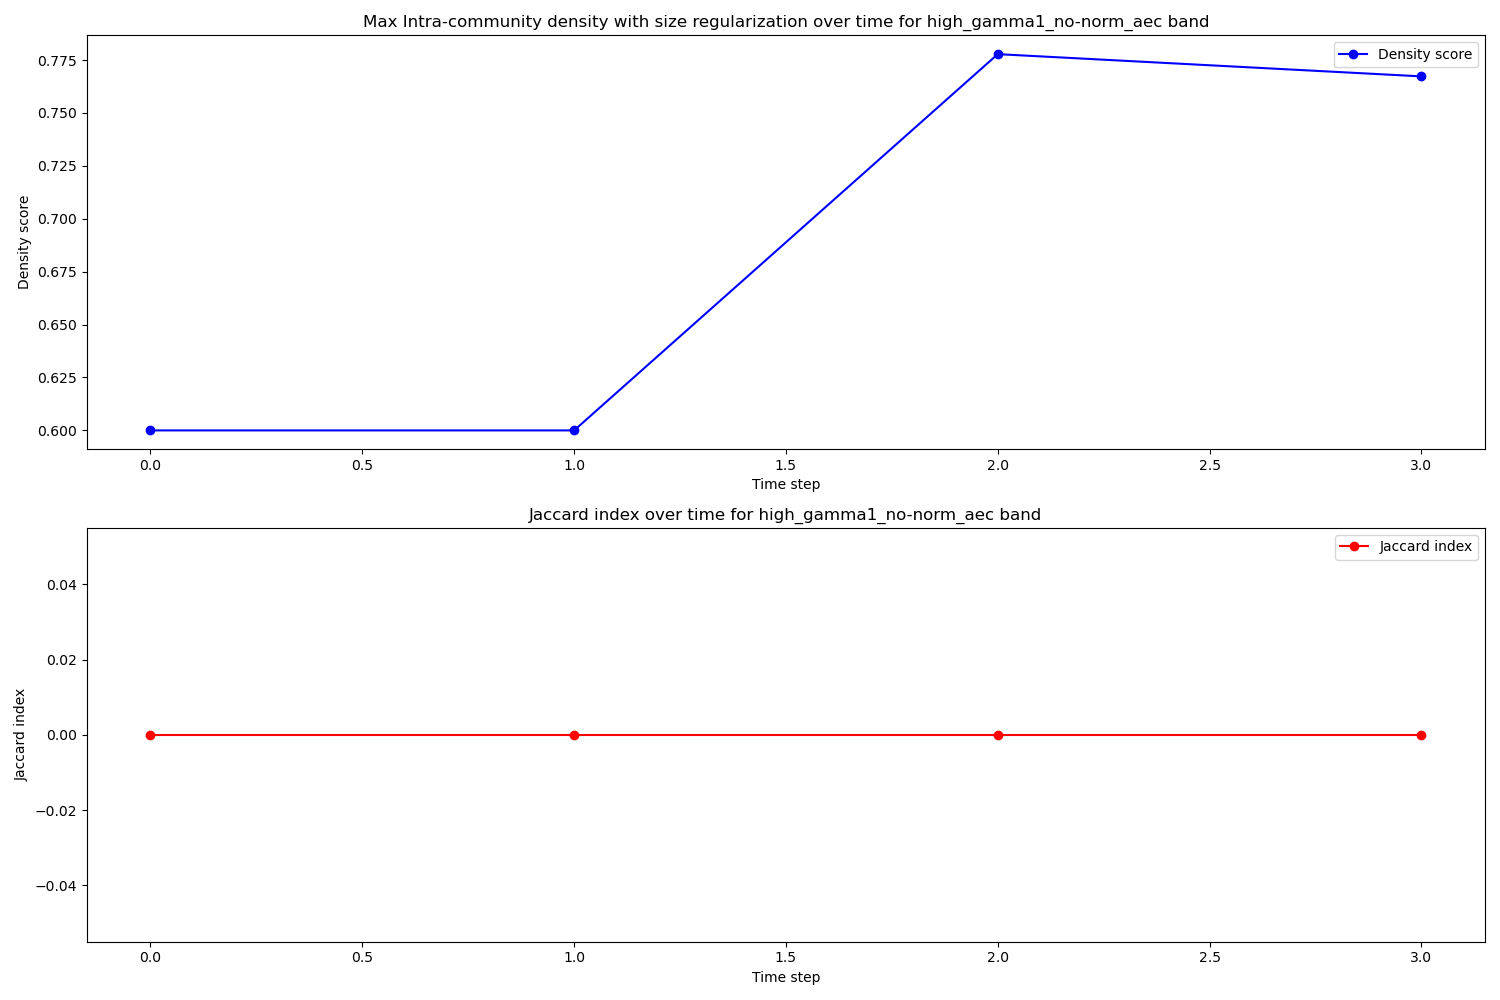 Max Intra-community density with size regularization over time for high_gamma1_no-norm_aec band
Density score
0.775
0.750
0.725
0.700
0.675
0.650
0.625
0.600
Density score
0.0 0.5 1.0 1.5 2.0 2.5 3.0
Time step
Jaccard index over time for high_gamma1_no-norm_aec band
Jaccard index
0.04
0.02
0.00
−0.02
−0.04
Jaccard index
0.0 0.5 1.0 1.5 2.0 2.5 3.0
Time step